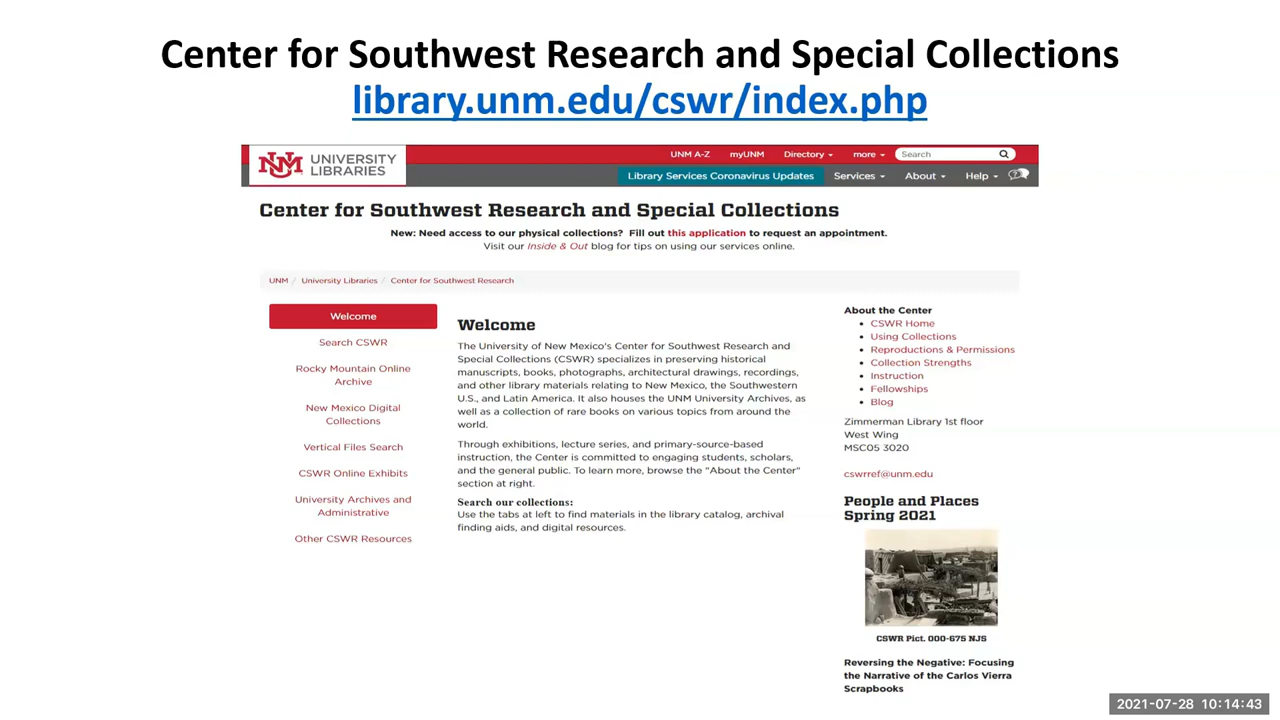 Center for Southwest Research and Special Collections
library.unm.edu/cswr/index.php
UNM UNIVERSITY LIBRARIES
UNM A-Z myUNM Directory more Search
Library Services Coronavirus Updates Services About Help
Center for Southwest Research and Special Collections
New: Need access to our physical collections? Fill out this application to request an appointment.
Visit our Inside & Out blog for tips on using our services online.
UNM / University Libraries / Center for Southwest Research
Welcome
Search CSWR
Rocky Mountain Online
Archive
New Mexico Digital
Collections
Vertical Files Search
CSWR Online Exhibits
University Archives and
Administrative
Other CSWR Resources
Welcome
The University of New Mexico's Center for Southwest Research and
Special Collections (CSWR) specializes in preserving historical
manuscripts, books, photographs, architectural drawings, recordings,
and other library materials relating to New Mexico, the Southwestern
U.S., and Latin America. It also houses the UNM University Archives, as
well as a collection of rare books on various topics from around the
world.
Through exhibitions, lecture series, and primary-source-based
instruction, the Center is committed to engaging students, scholars,
and the general public. To learn more, browse the "About the Center"
section at right.
Search our collections:
Use the tabs at left to find materials in the library catalog, archival
finding aids, and digital resources.
About the Center
• CSWR Home
• Using Collections
• Reproductions & Permissions
• Collection Strengths
• Instruction
• Fellowships
• Blog
Zimmerman Library 1st floor
West Wing
MSC05 3020
cswrref@unm.edu
People and Places
Spring 2021
CSWR Pict. 000-675 NJS
Reversing the Negative: Focusing
the Narrative of the Carlos Vierra
Scrapbooks
2021-07-28 10:14:43